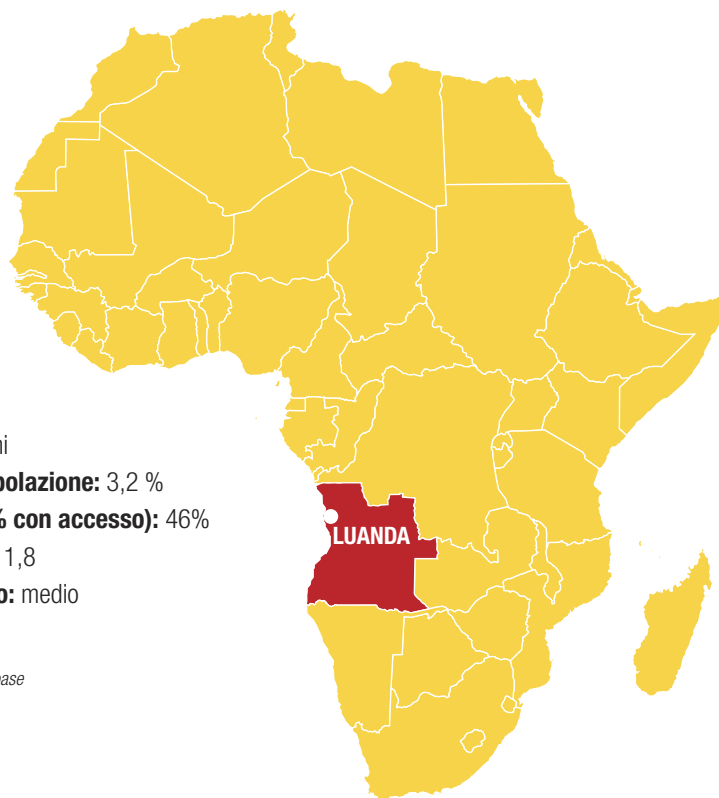 ni
polazione: 3,2 %
% con accesso): 46%
1,8
o: medio
LUANDA
ase